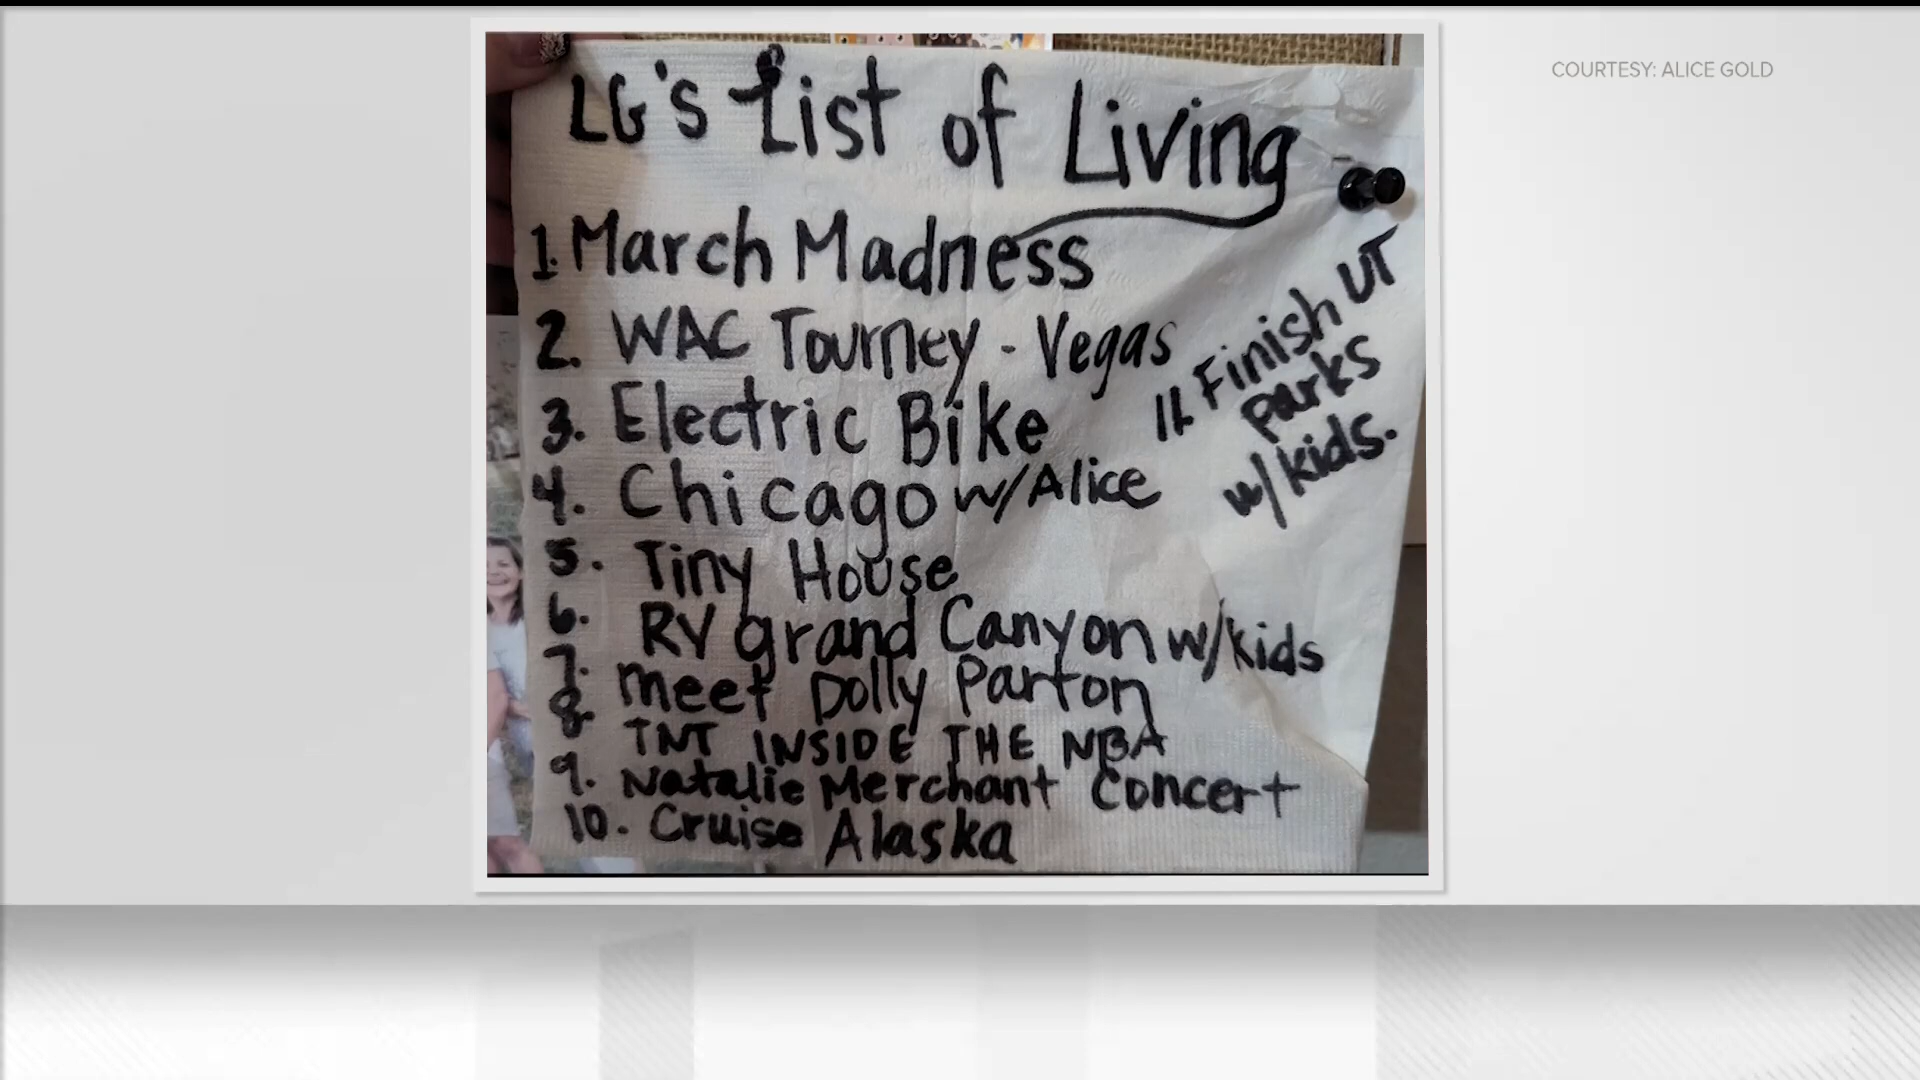 COURTESY: ALICE GOLD
LG's List of Living
1. March Madness
2. WAC Tourney - Vegas
3. Electric Bike
4. Chicago w/Alice
5. Tiny House
6. RV grand Canyon w/kids
7. meet Dolly Parton
8. TNT INSIDE THE NBA
9. Natalie Merchant Concert
10. Cruise Alaska
11. Finish UT
parks
w/kids.